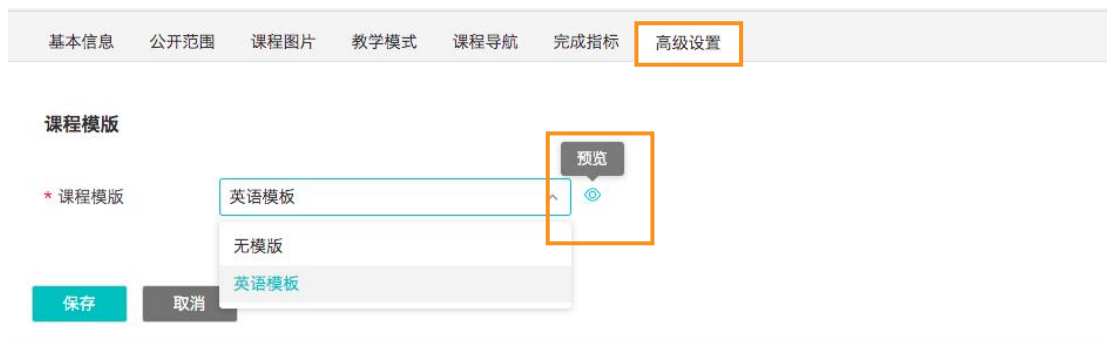 基本信息 公开范围 课程图片 教学模式 课程导航 完成指标 高级设置
课程模版
预览
* 课程模版 英语模板
无模版
英语模板
保存 取消